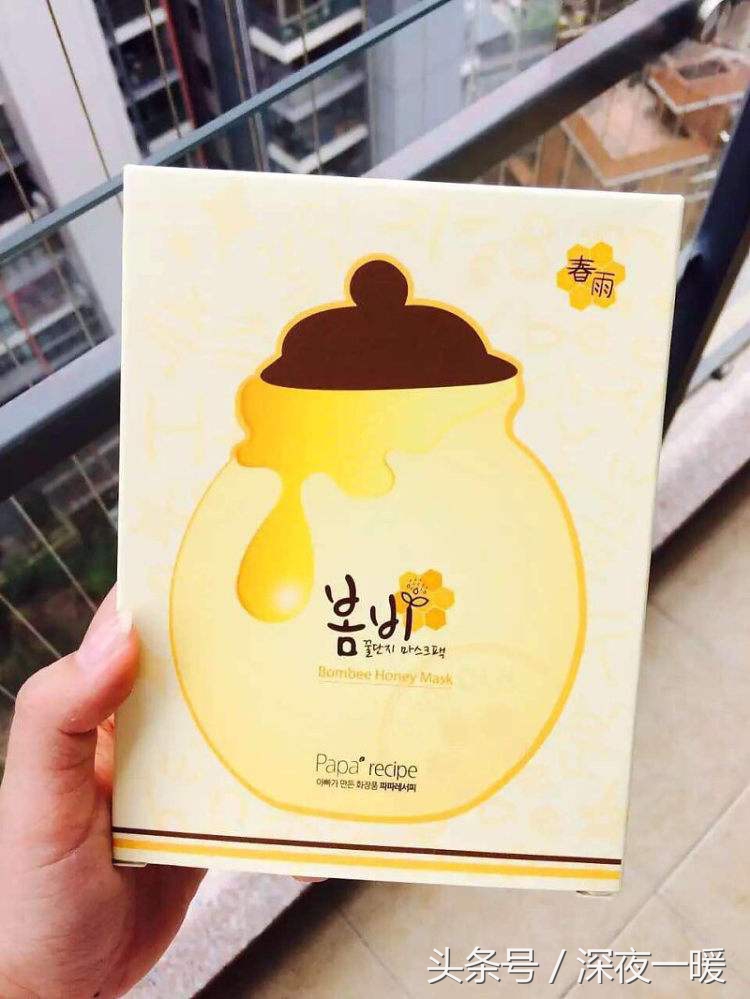 春雨
봄비
꿀단지 마스크팩
Bombee Honey Mask
Papa recipe
아빠가 만든 화장품 파파레서피
头条号 / 深夜一暖